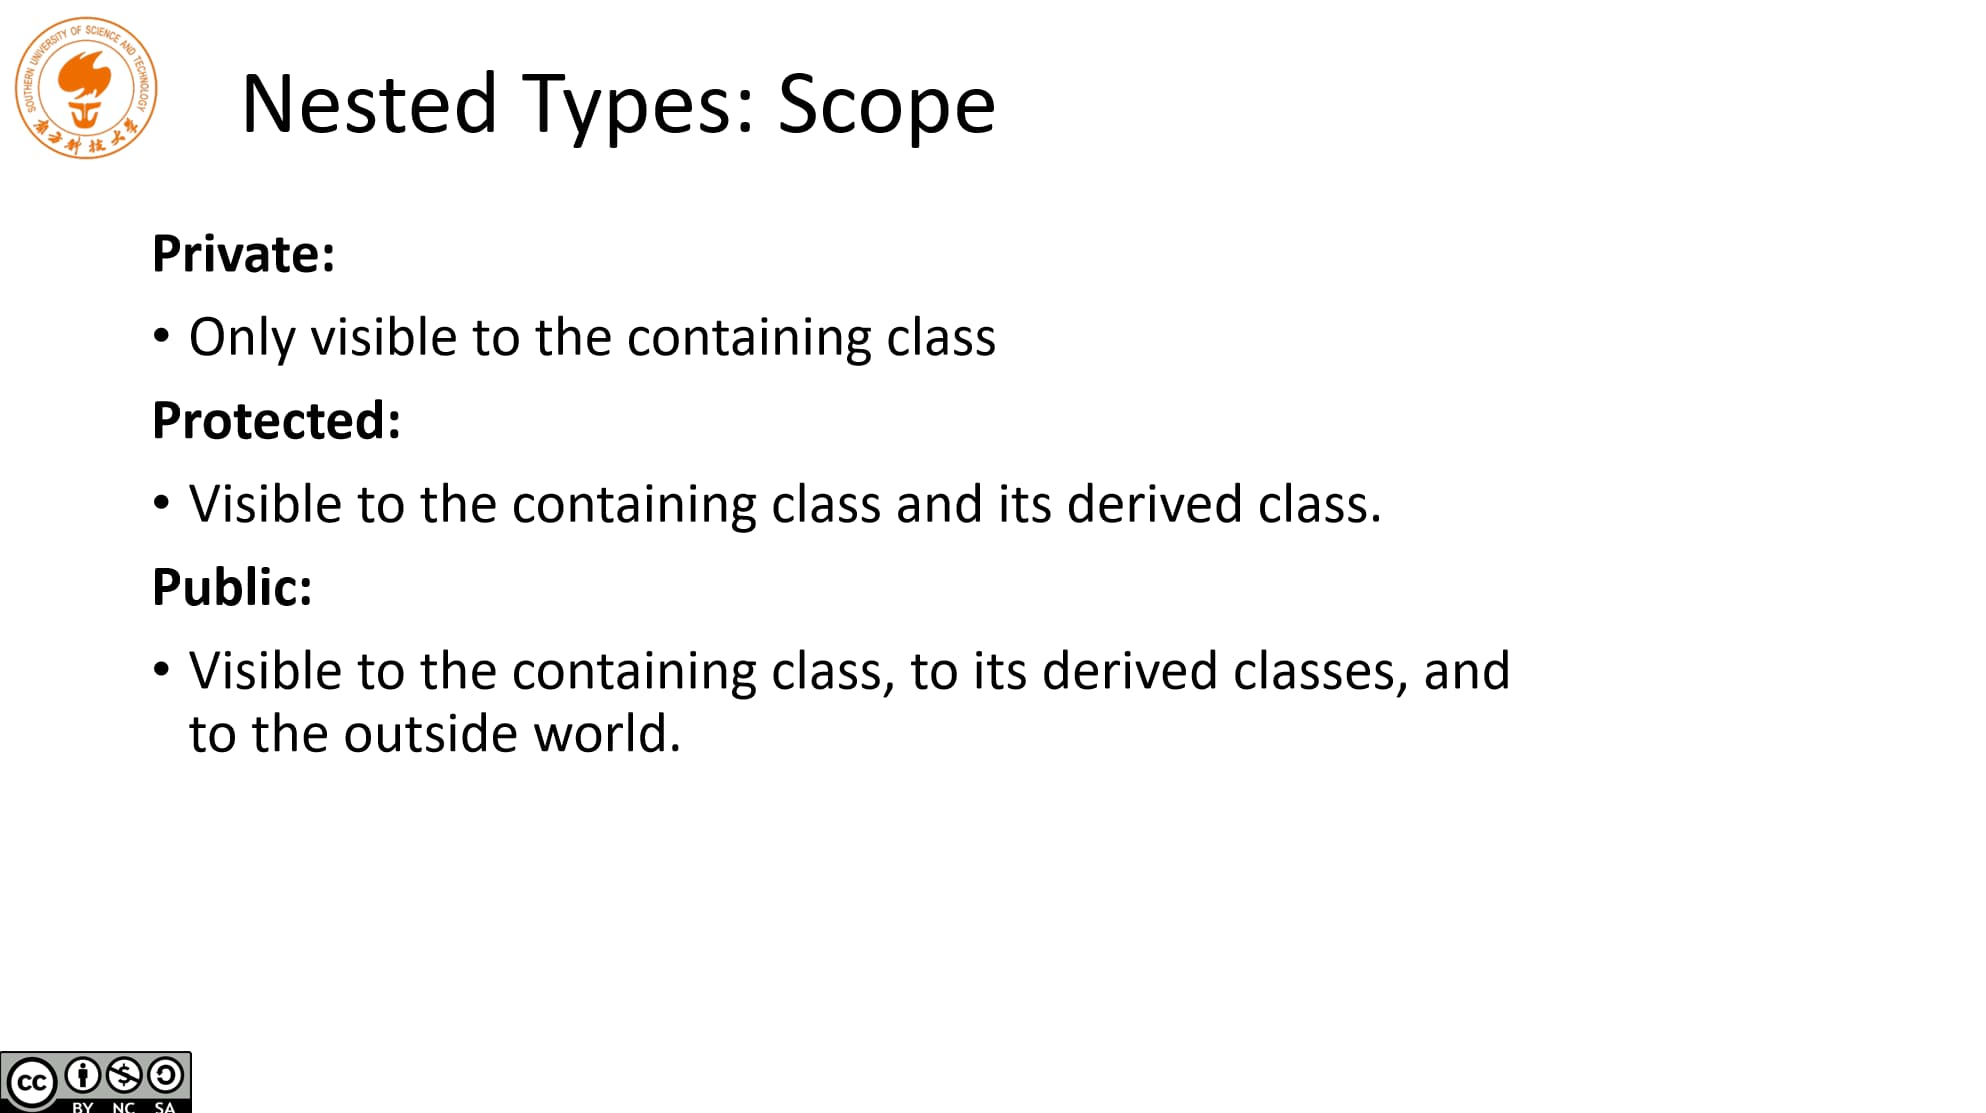 SOUTHERN UNIVERSITY OF SCIENCE AND TECHNOLOGY
南方科技大学
Nested Types: Scope
Private:
• Only visible to the containing class
Protected:
• Visible to the containing class and its derived class.
Public:
• Visible to the containing class, to its derived classes, and
to the outside world.
cc
BY NC SA